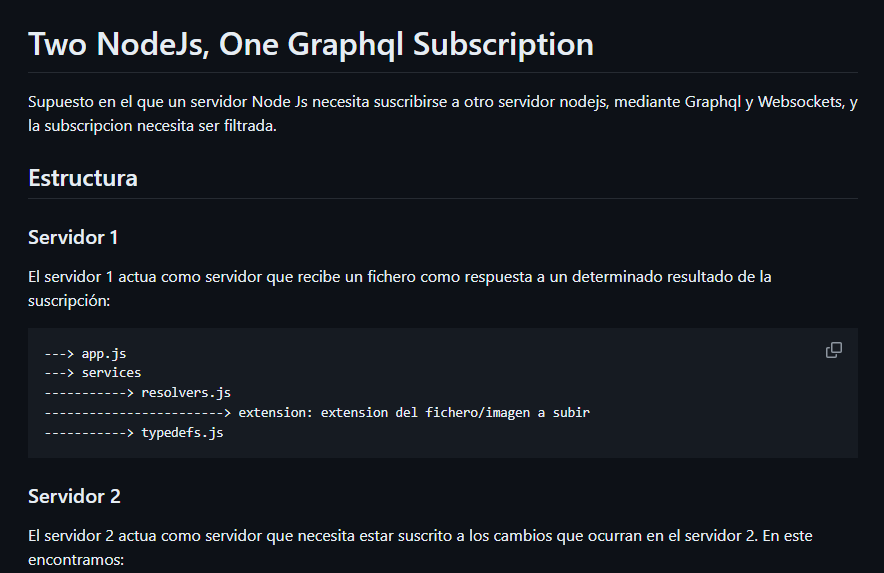 Two NodeJs, One Graphql Subscription
Supuesto en el que un servidor Node Js necesita suscribirse a otro servidor nodejs, mediante Graphql y Websockets, y
la subscripcion necesita ser filtrada.
Estructura
Servidor 1
El servidor 1 actua como servidor que recibe un fichero como respuesta a un determinado resultado de la
suscripción:
---> app.js
---> services
-----------> resolvers.js
------------------------> extension: extension del fichero/imagen a subir
-----------> typedefs.js
Servidor 2
El servidor 2 actua como servidor que necesita estar suscrito a los cambios que ocurran en el servidor 2. En este
encontramos: